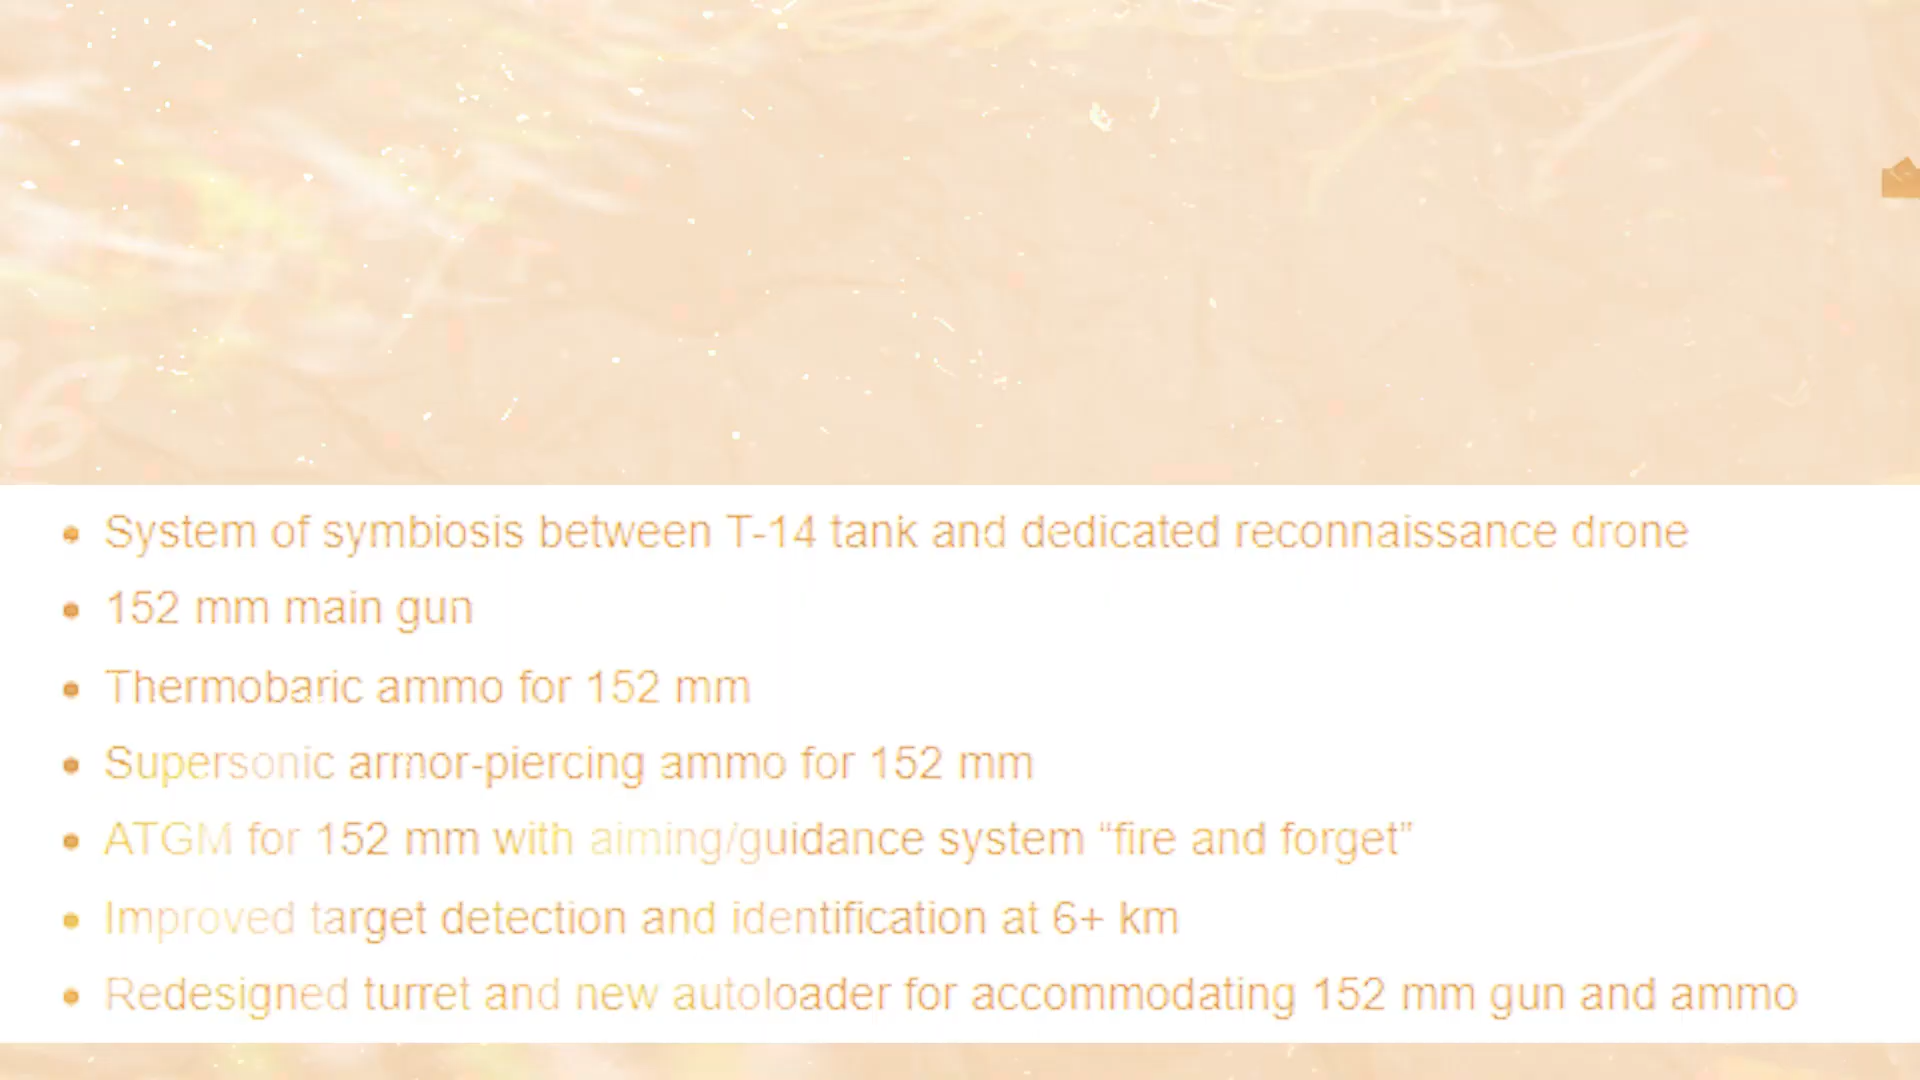 6
• System of symbiosis between T-14 tank and dedicated reconnaissance drone
• 152 mm main gun
• Thermobaric ammo for 152 mm
• Supersonic armor-piercing ammo for 152 mm
• ATGM for 152 mm with aiming/guidance system “fire and forget”
• Improved target detection and identification at 6+ km
• Redesigned turret and new autoloader for accommodating 152 mm gun and ammo